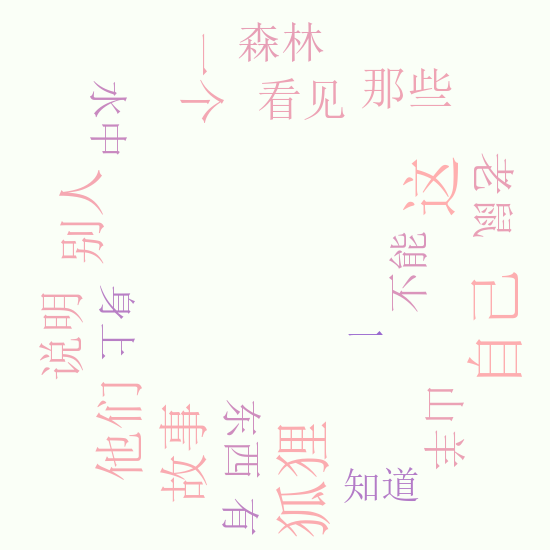 森林
一个
看见
那些
水中
别人
这
老鼠
不能
自己
身上
说明
一
他们
山羊
故事
东西
狐狸
知道
有